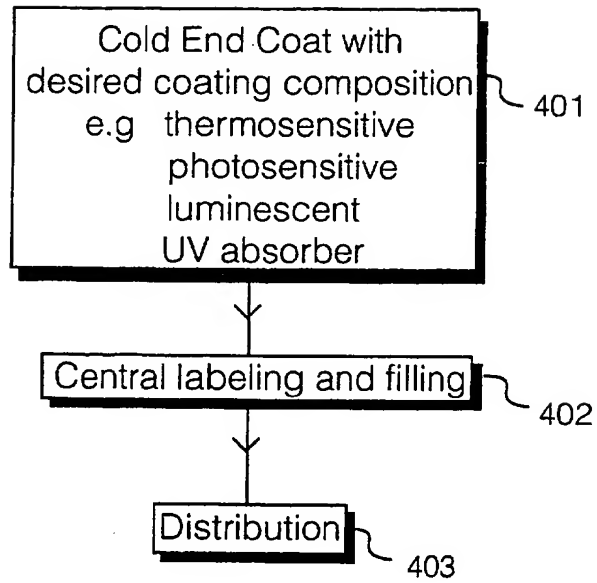 Cold End Coat with
desired coating composition
e.g thermosensitive
photosensitive
luminescent
UV absorber
401
Central labeling and filling
402
Distribution
403